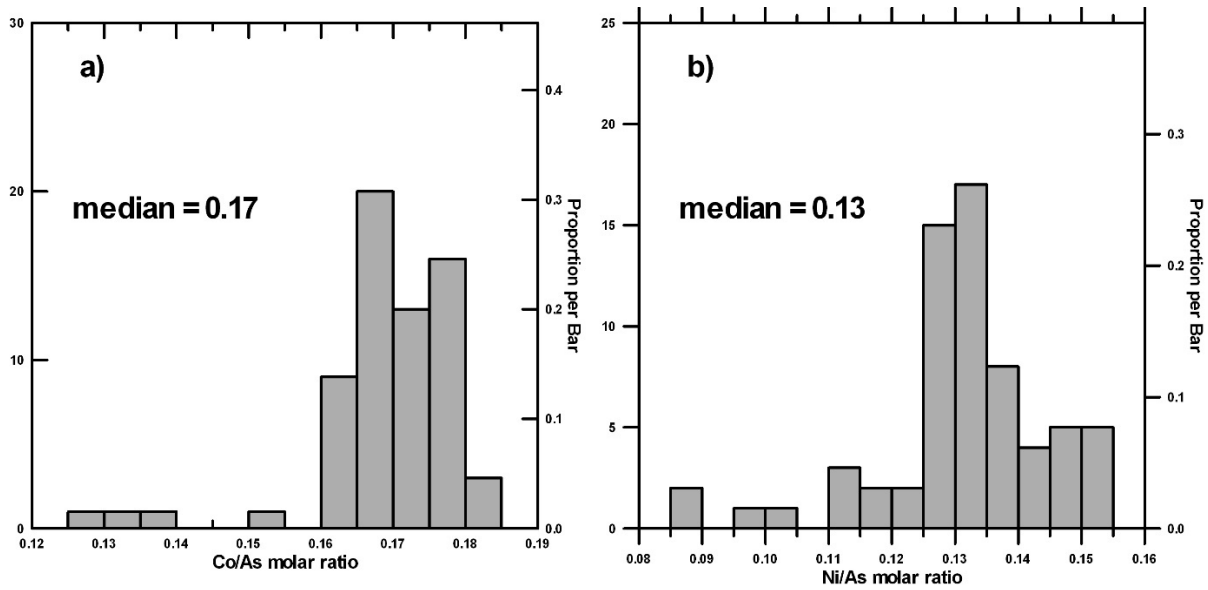 a)
median = 0.17
30
20
10
0
0.4
0.3
0.2
0.1
0.0
Proportion per Bar
0.12 0.13 0.14 0.15 0.16 0.17 0.18 0.19
Co/As molar ratio
b)
median = 0.13
25
20
15
10
5
0
0.3
0.2
0.1
0.0
Proportion per Bar
0.08 0.09 0.10 0.11 0.12 0.13 0.14 0.15 0.16
Ni/As molar ratio